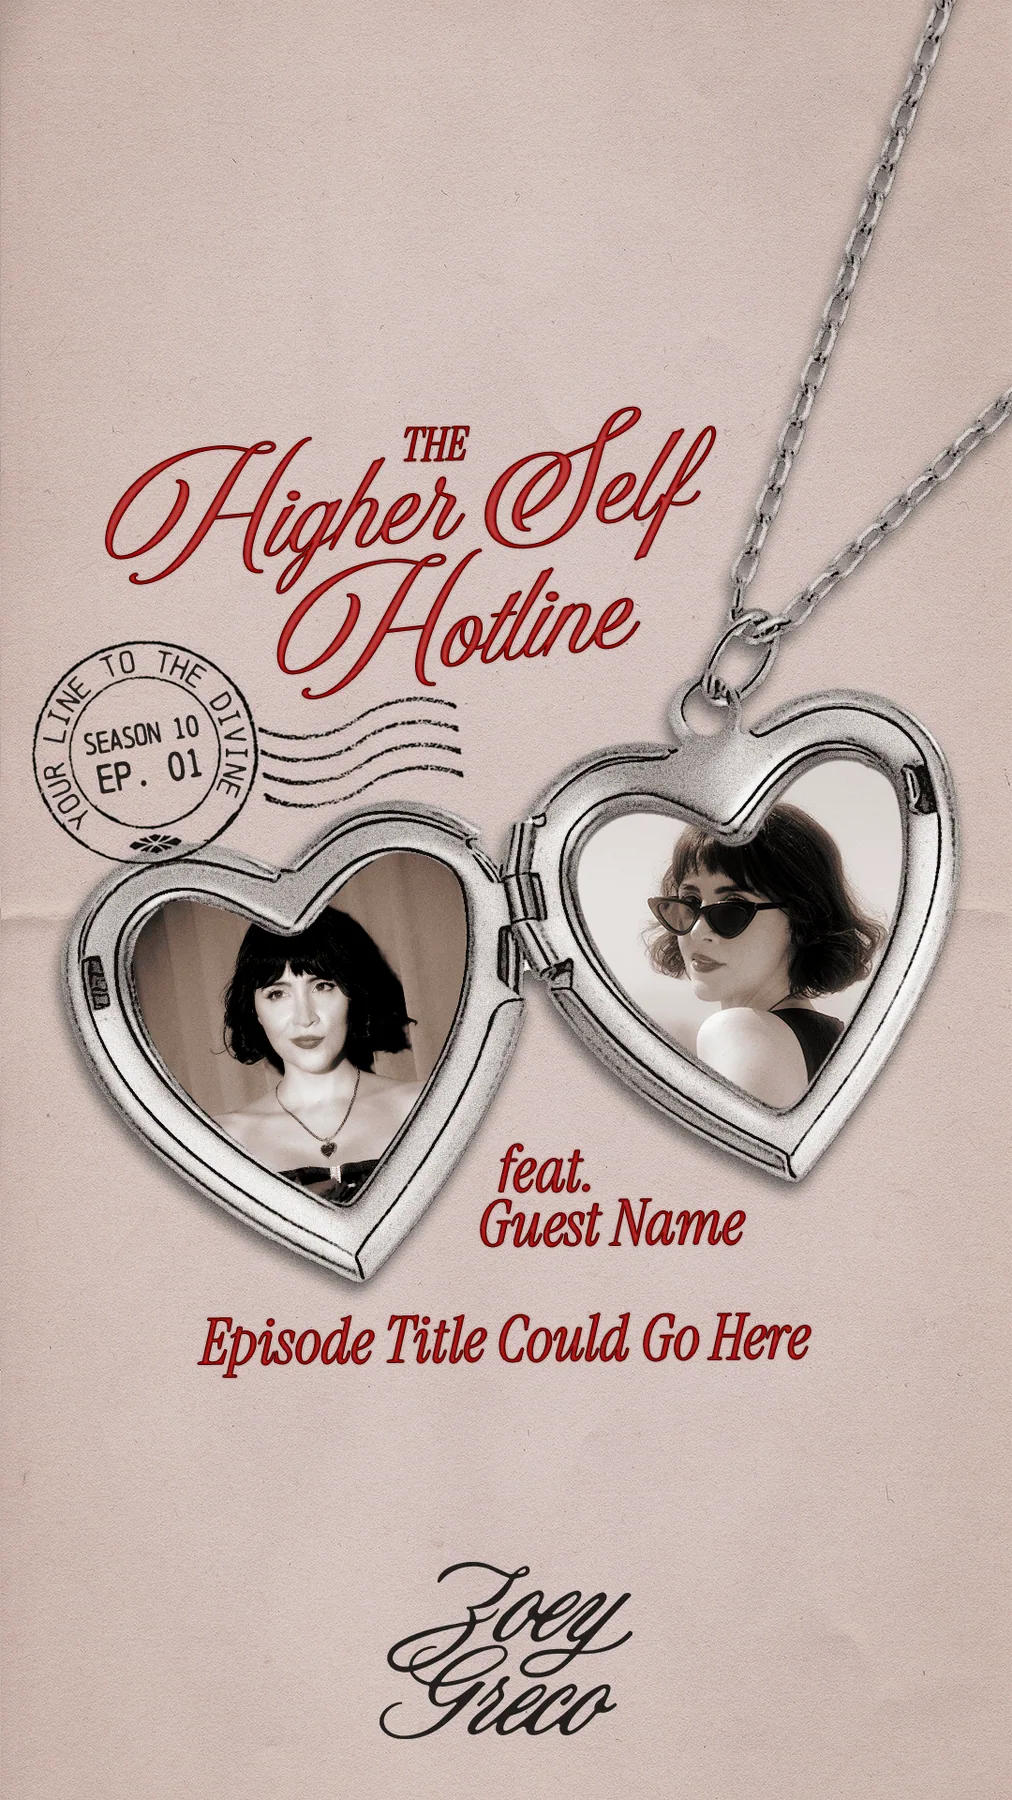 THE
Higher Self
Hotline
YOUR LINE TO THE DIVINE
SEASON 10
EP. 01
feat.
Guest Name
Episode Title Could Go Here
Zoey
Greco